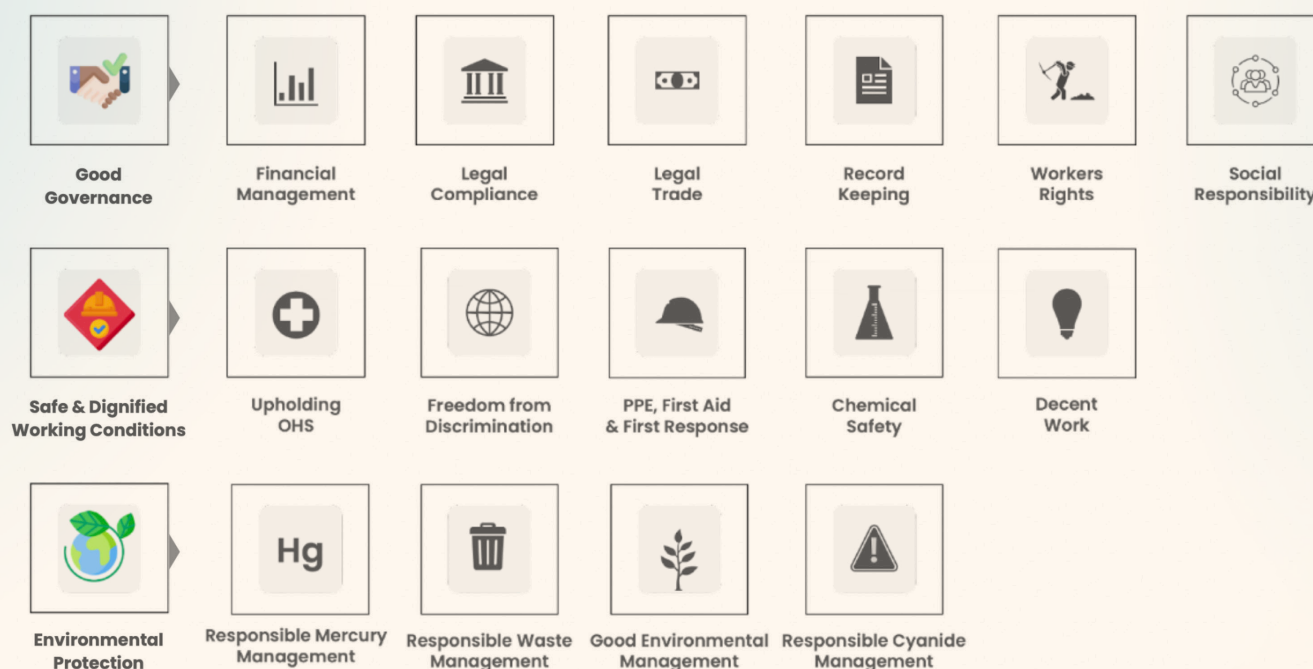 Good
Governance
Financial
Management
Legal
Compliance
Legal
Trade
Record
Keeping
Workers
Rights
Social
Responsibility
Safe & Dignified
Working Conditions
Upholding
OHS
Freedom from
Discrimination
PPE, First Aid
& First Response
Chemical
Safety
Decent
Work
Hg
Environmental
Protection
Responsible Mercury
Management
Responsible Waste
Management
Good Environmental
Management
Responsible Cyanide
Management